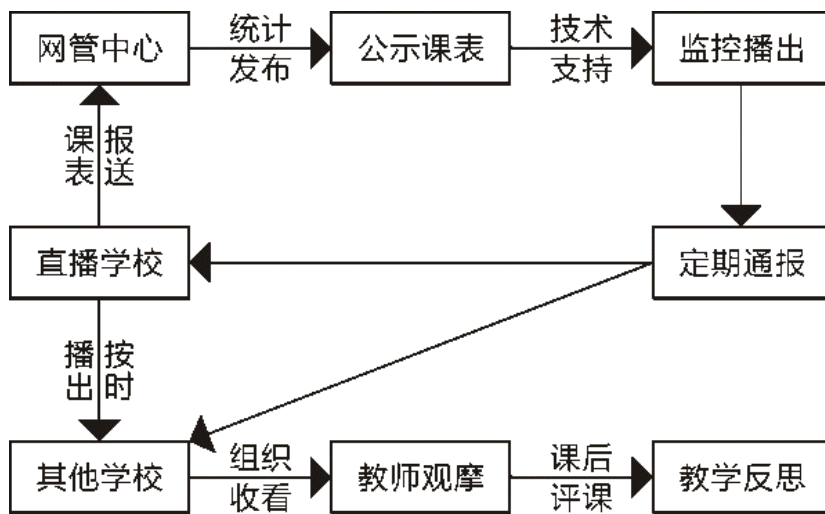 网管中心
统计
发布
公示课表
技术
支持
监控播出
课表
报送
直播学校
定期通报
播出
按时
其他学校
组织
收看
教师观摩
课后
评课
教学反思